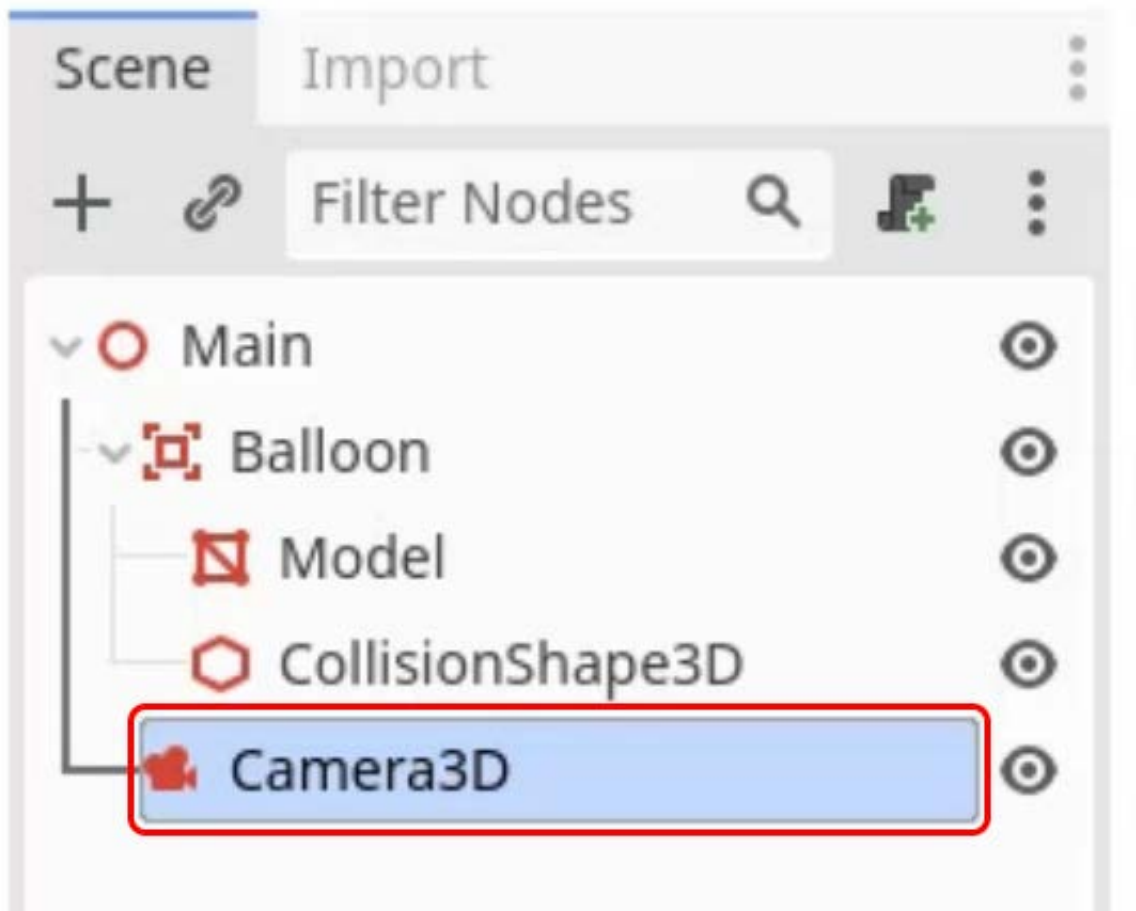 Scene Import
Filter Nodes
Main
Balloon
Model
CollisionShape3D
Camera3D